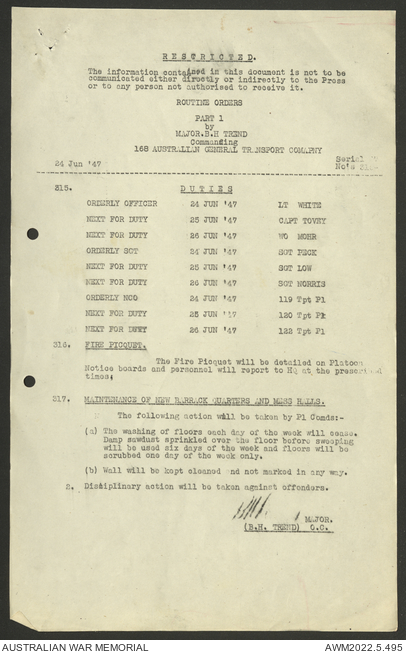 RESTRICTED.
The information contained in this document is not to be
communicated either directly or indirectly to the Press
or to any person not authorised to receive it.
ROUTINE ORDERS
PART 1
by
MAJOR.B.H TREND
Commanding
168 AUSTRALIAN GENERAL TRANSPORT COMAPNY
24 Jun '47 Serial
No's
315. DUTIES
ORDERLY OFFICER 24 JUN '47 LT WHITE
NEXT FOR DUTY 25 JUN '47 CAPT TOVEY
NEXT FOR DUTY 26 JUN '47 WO MOHR
ORDERLY SGT 24 JUN '47 SGT PECK
NEXT FOR DUTY 25 JUN '47 SGT LOW
NEXT FOR DUTY 26 JUN '47 SGT NORRIS
ORDERLY NCO 24 JUN '47 119 Tpt Pl
NEXT FOR DUTY 25 JUN '47 120 Tpt Pl
NEXT FOR DUTY 26 JUN '47 122 Tpt Pl
316. FIRE PICQUET.
The Fire Picquet will be detailed on Platoon
Notice boards and personnel will report to HQ at the prescribed
times.
317. MAINTENANCE OF NEW BARRACK QUARTERS AND MESS HALLS.
The following action will be taken by Pl Comds:-
(a) The washing of floors each day of the week will cease.
Damp sawdust sprinkled over the floor before sweeping
will be used six days of the week and floors will be
scrubbed one day of the week only.
(b) Wall will be kept cleaned and not marked in any way.
2. Disciplinary action will be taken against offenders.
MAJOR.
(B.H. TREND) O.C.
AUSTRALIAN WAR MEMORIAL AWM2022.5.495